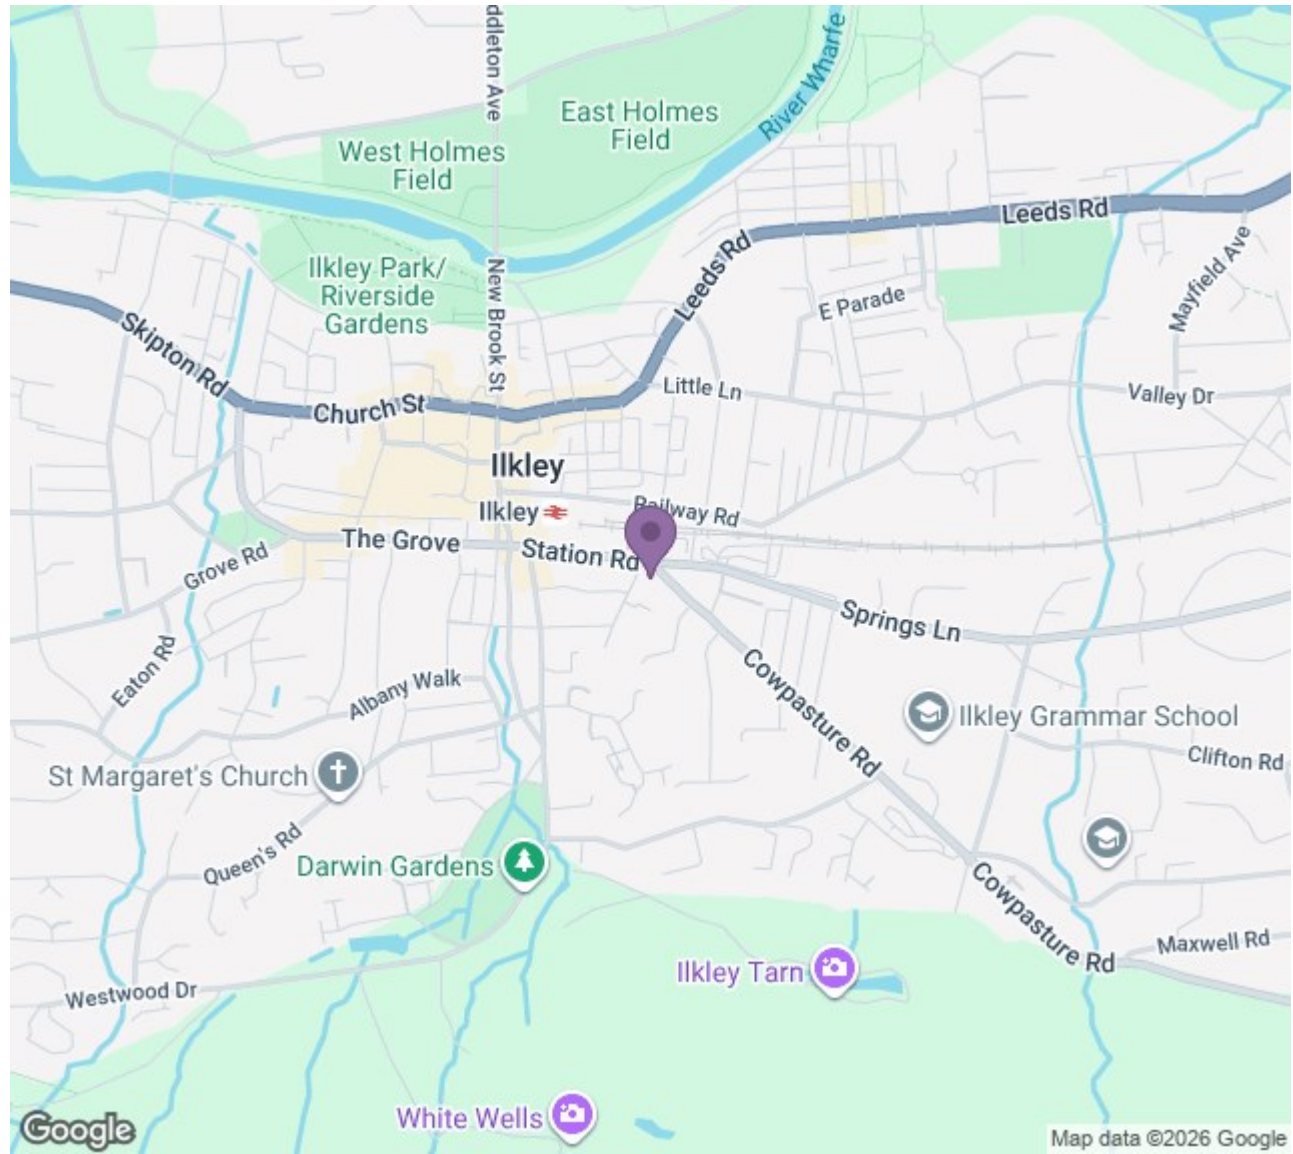 ddleton Ave
River Wharfe
East Holmes
Field
West Holmes
Field
Leeds Rd
Leeds Rd
Mayfield Ave
Ilkley Park/
Riverside
Gardens
New Brook St
E Parade
Skipton Rd
Church St
Little Ln
Valley Dr
Ilkley
Ilkley
Railway Rd
The Grove
Station Rd
Grove Rd
Springs Ln
Eaton Rd
Albany Walk
Cowpasture Rd
Ilkley Grammar School
Clifton Rd
St Margaret's Church
Queen's Rd
Darwin Gardens
Cowpasture Rd
Maxwell Rd
Ilkley Tarn
Westwood Dr
White Wells
Google
Map data ©2026 Google